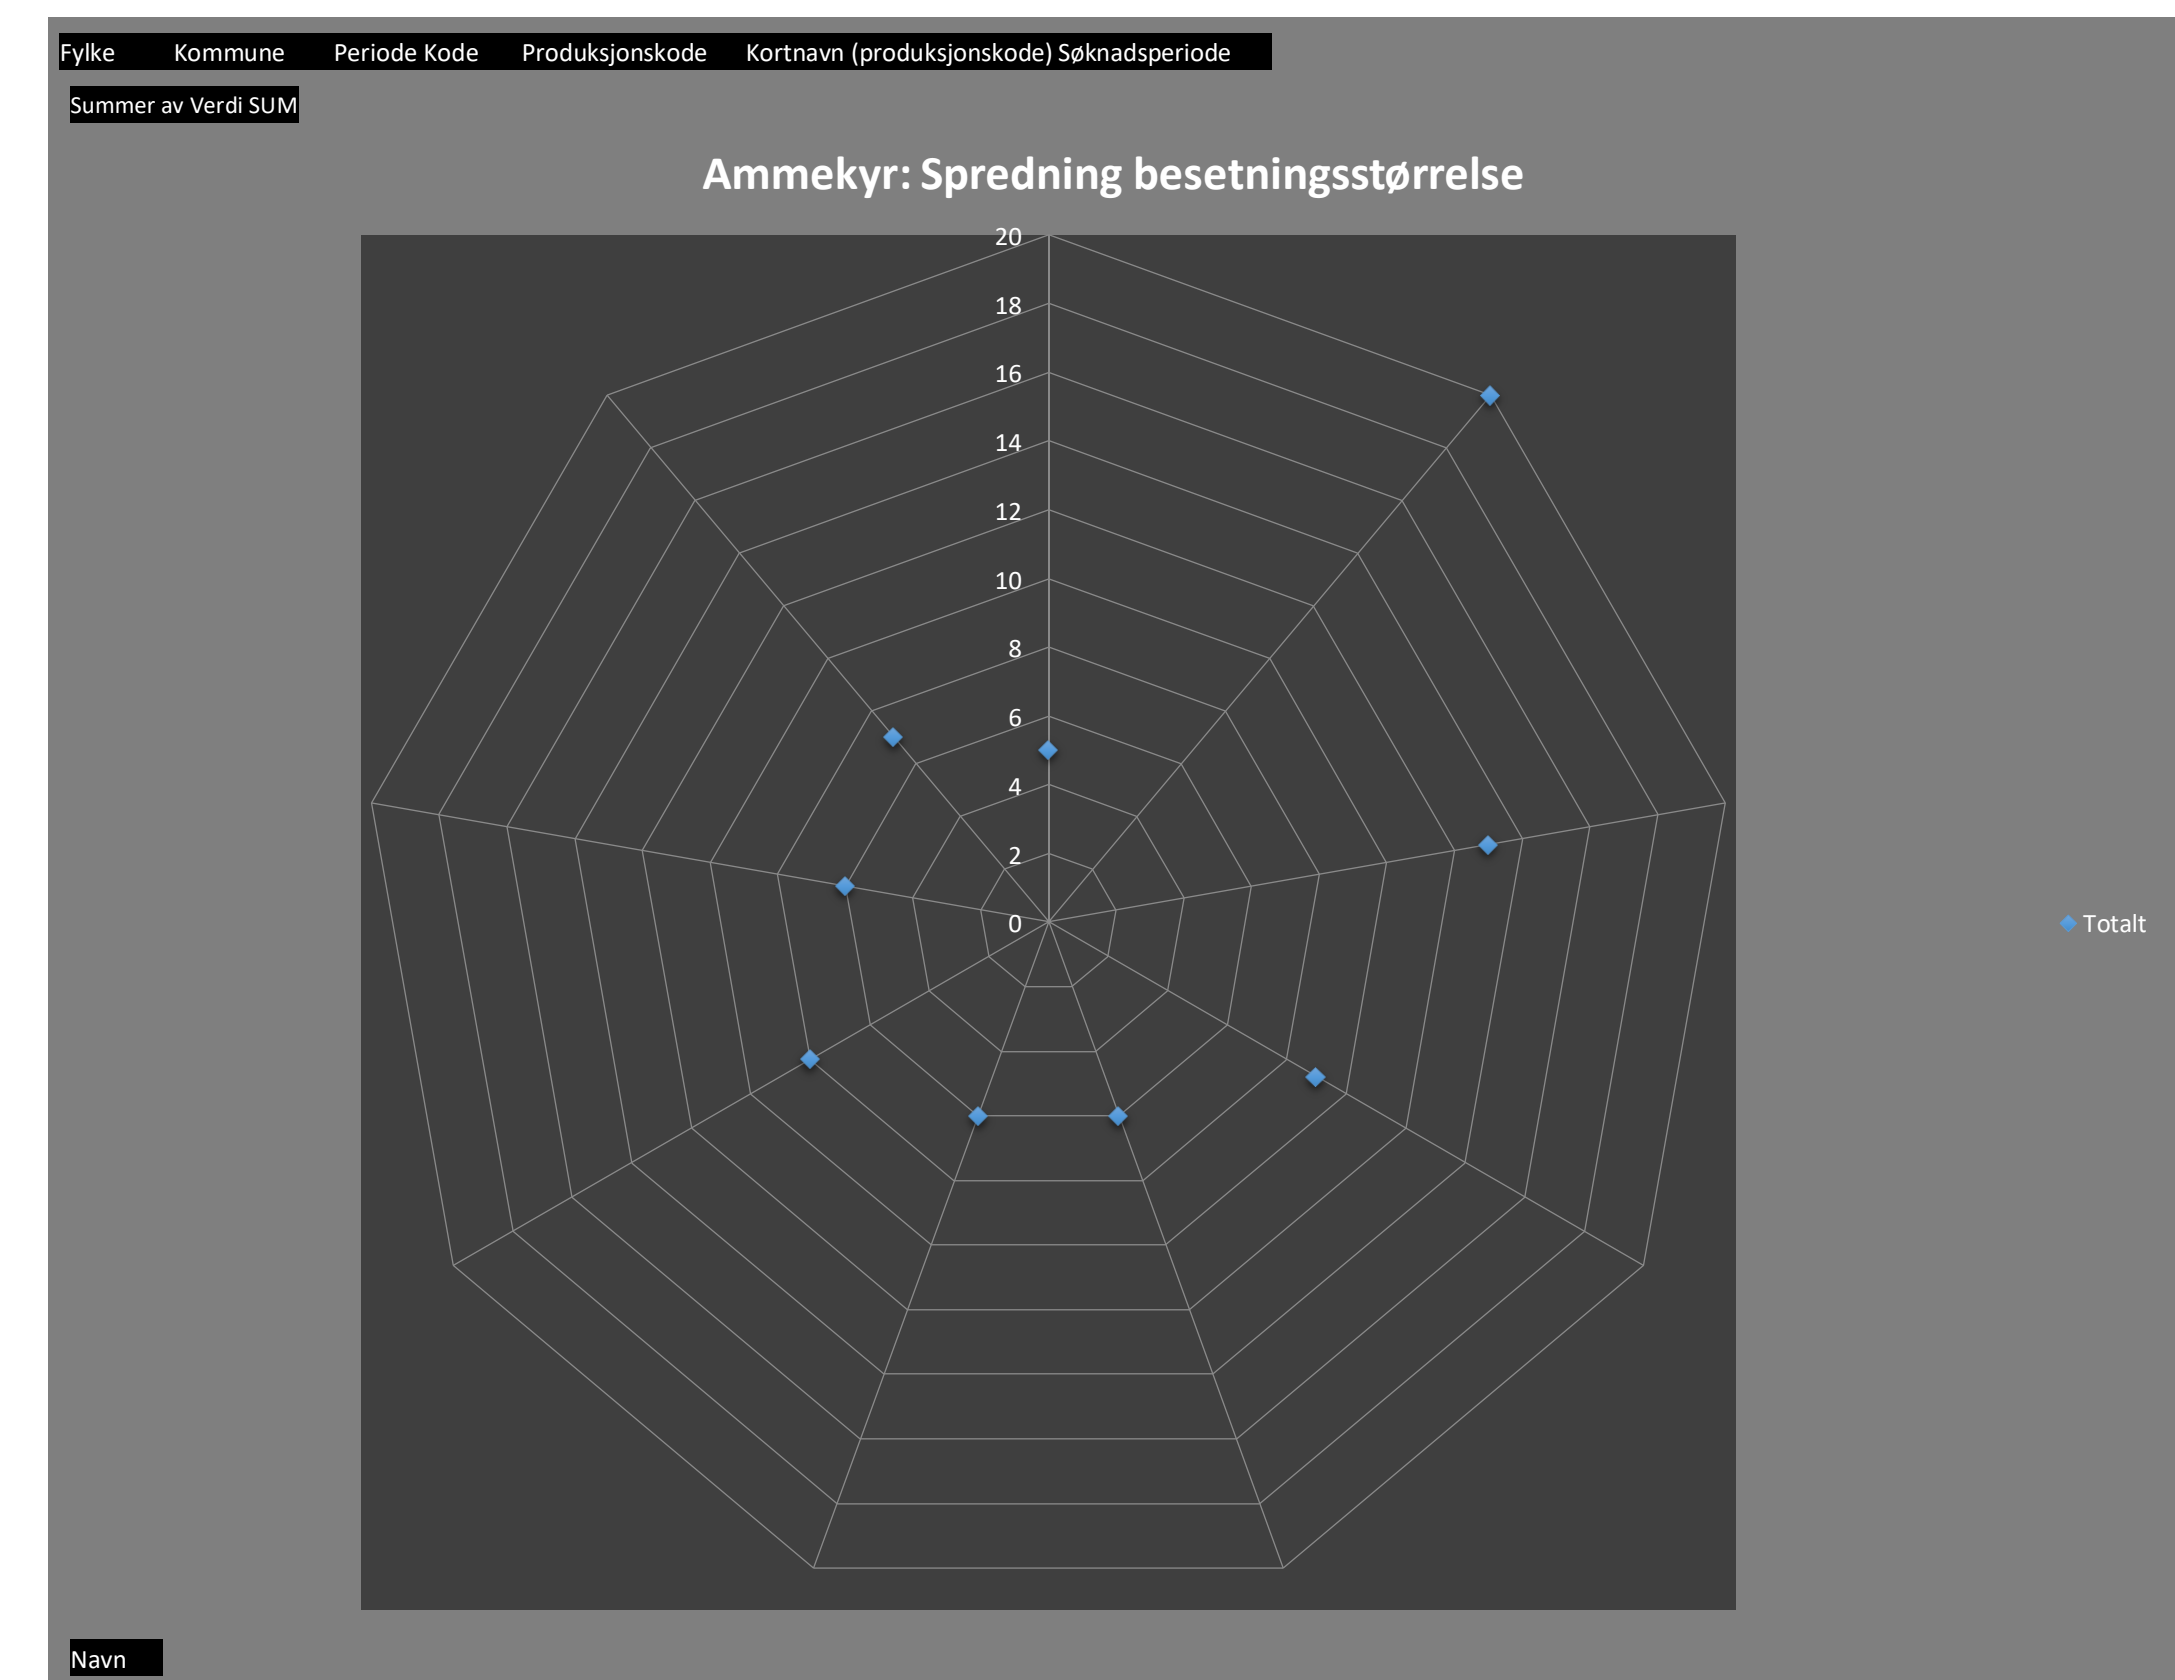 Fylke Kommune Periode Kode Produksjonskode Kortnavn (produksjonskode) Søknadsperiode
Summer av Verdi SUM
Ammekyr: Spredning besetningsstørrelse
20
18
16
14
12
10
8
6
4
2
0
Totalt
Navn